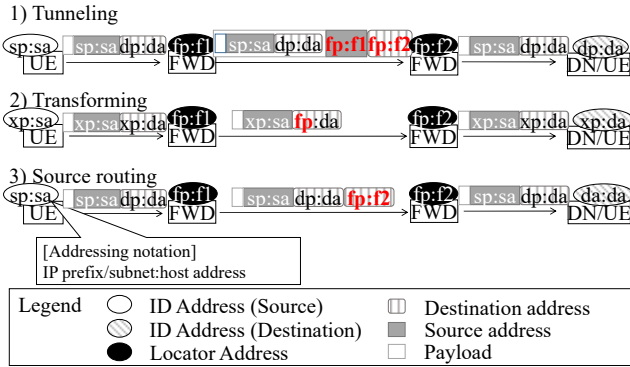 1) Tunneling
sp:sa sp:sa dp:da fp:f1 sp:sa dp:da fp:f1 fp:f2 fp:f2 sp:sa dp:da dp:da
UE FWD FWD DN/UE
2) Transforming
xp:sa xp:sa xp:da fp:f1 xp:sa fp:da fp:f2 xp:sa xp:da xp:da
UE FWD FWD DN/UE
3) Source routing
sp:sa sp:sa dp:da fp:f1 sp:sa dp:da fp:f2 fp:f2 sp:sa dp:da da:da
UE FWD FWD DN/UE
[Addressing notation]
IP prefix/subnet:host address
Legend
ID Address (Source)
ID Address (Destination)
Locator Address
Destination address
Source address
Payload